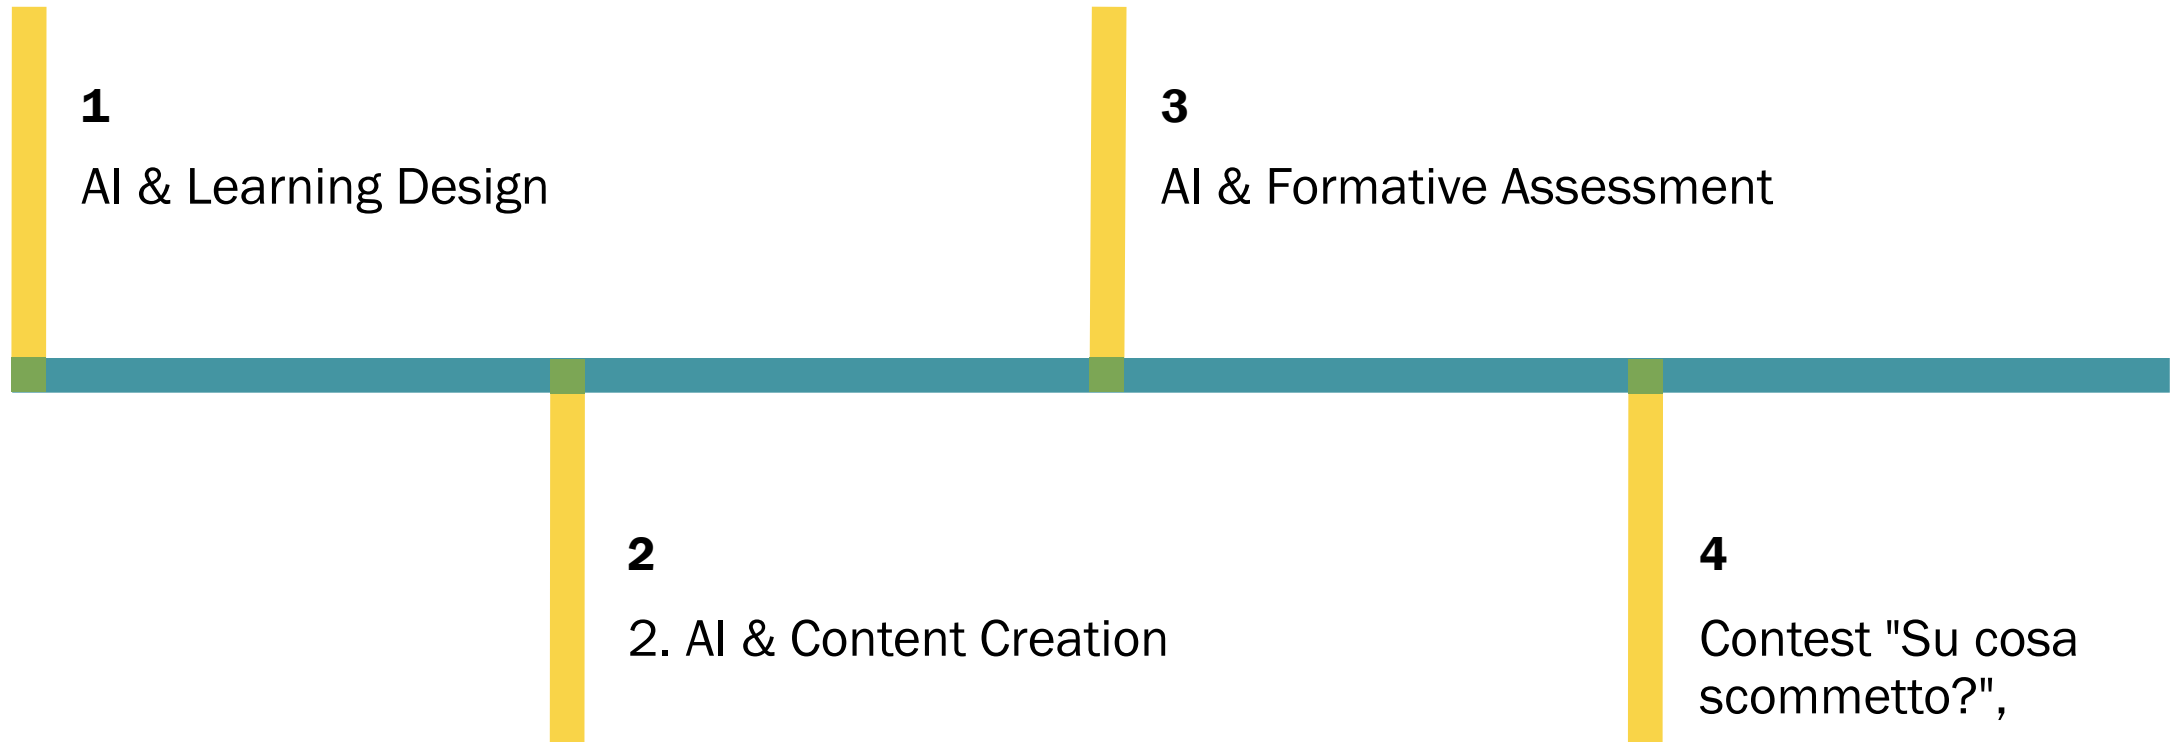 1
AI & Learning Design
2
2. AI & Content Creation
3
AI & Formative Assessment
4
Contest "Su cosa
scommetto?",